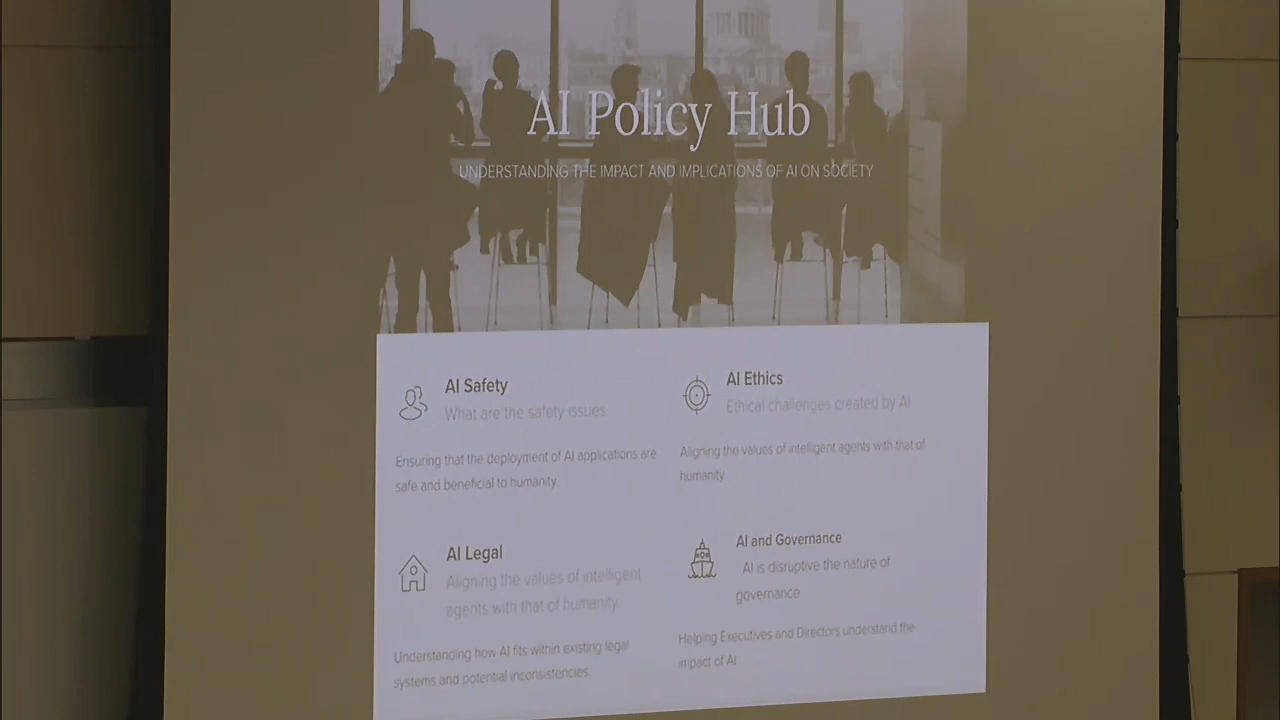 AI Policy Hub
UNDERSTANDING THE IMPACT AND IMPLICATIONS OF AI ON SOCIETY
AI Safety
What are the safety issues
Ensuring that the deployment of AI applications are
safe and beneficial to humanity.
AI Ethics
Ethical challenges created by AI
Aligning the values of intelligent agents with that of
humanity
AI Legal
Aligning the values of intelligent
agents with that of humanity.
Understanding how AI fits within existing legal
systems and potential inconsistencies.
AI and Governance
AI is disruptive the nature of
governance
Helping Executives and Directors understand the
impact of AI